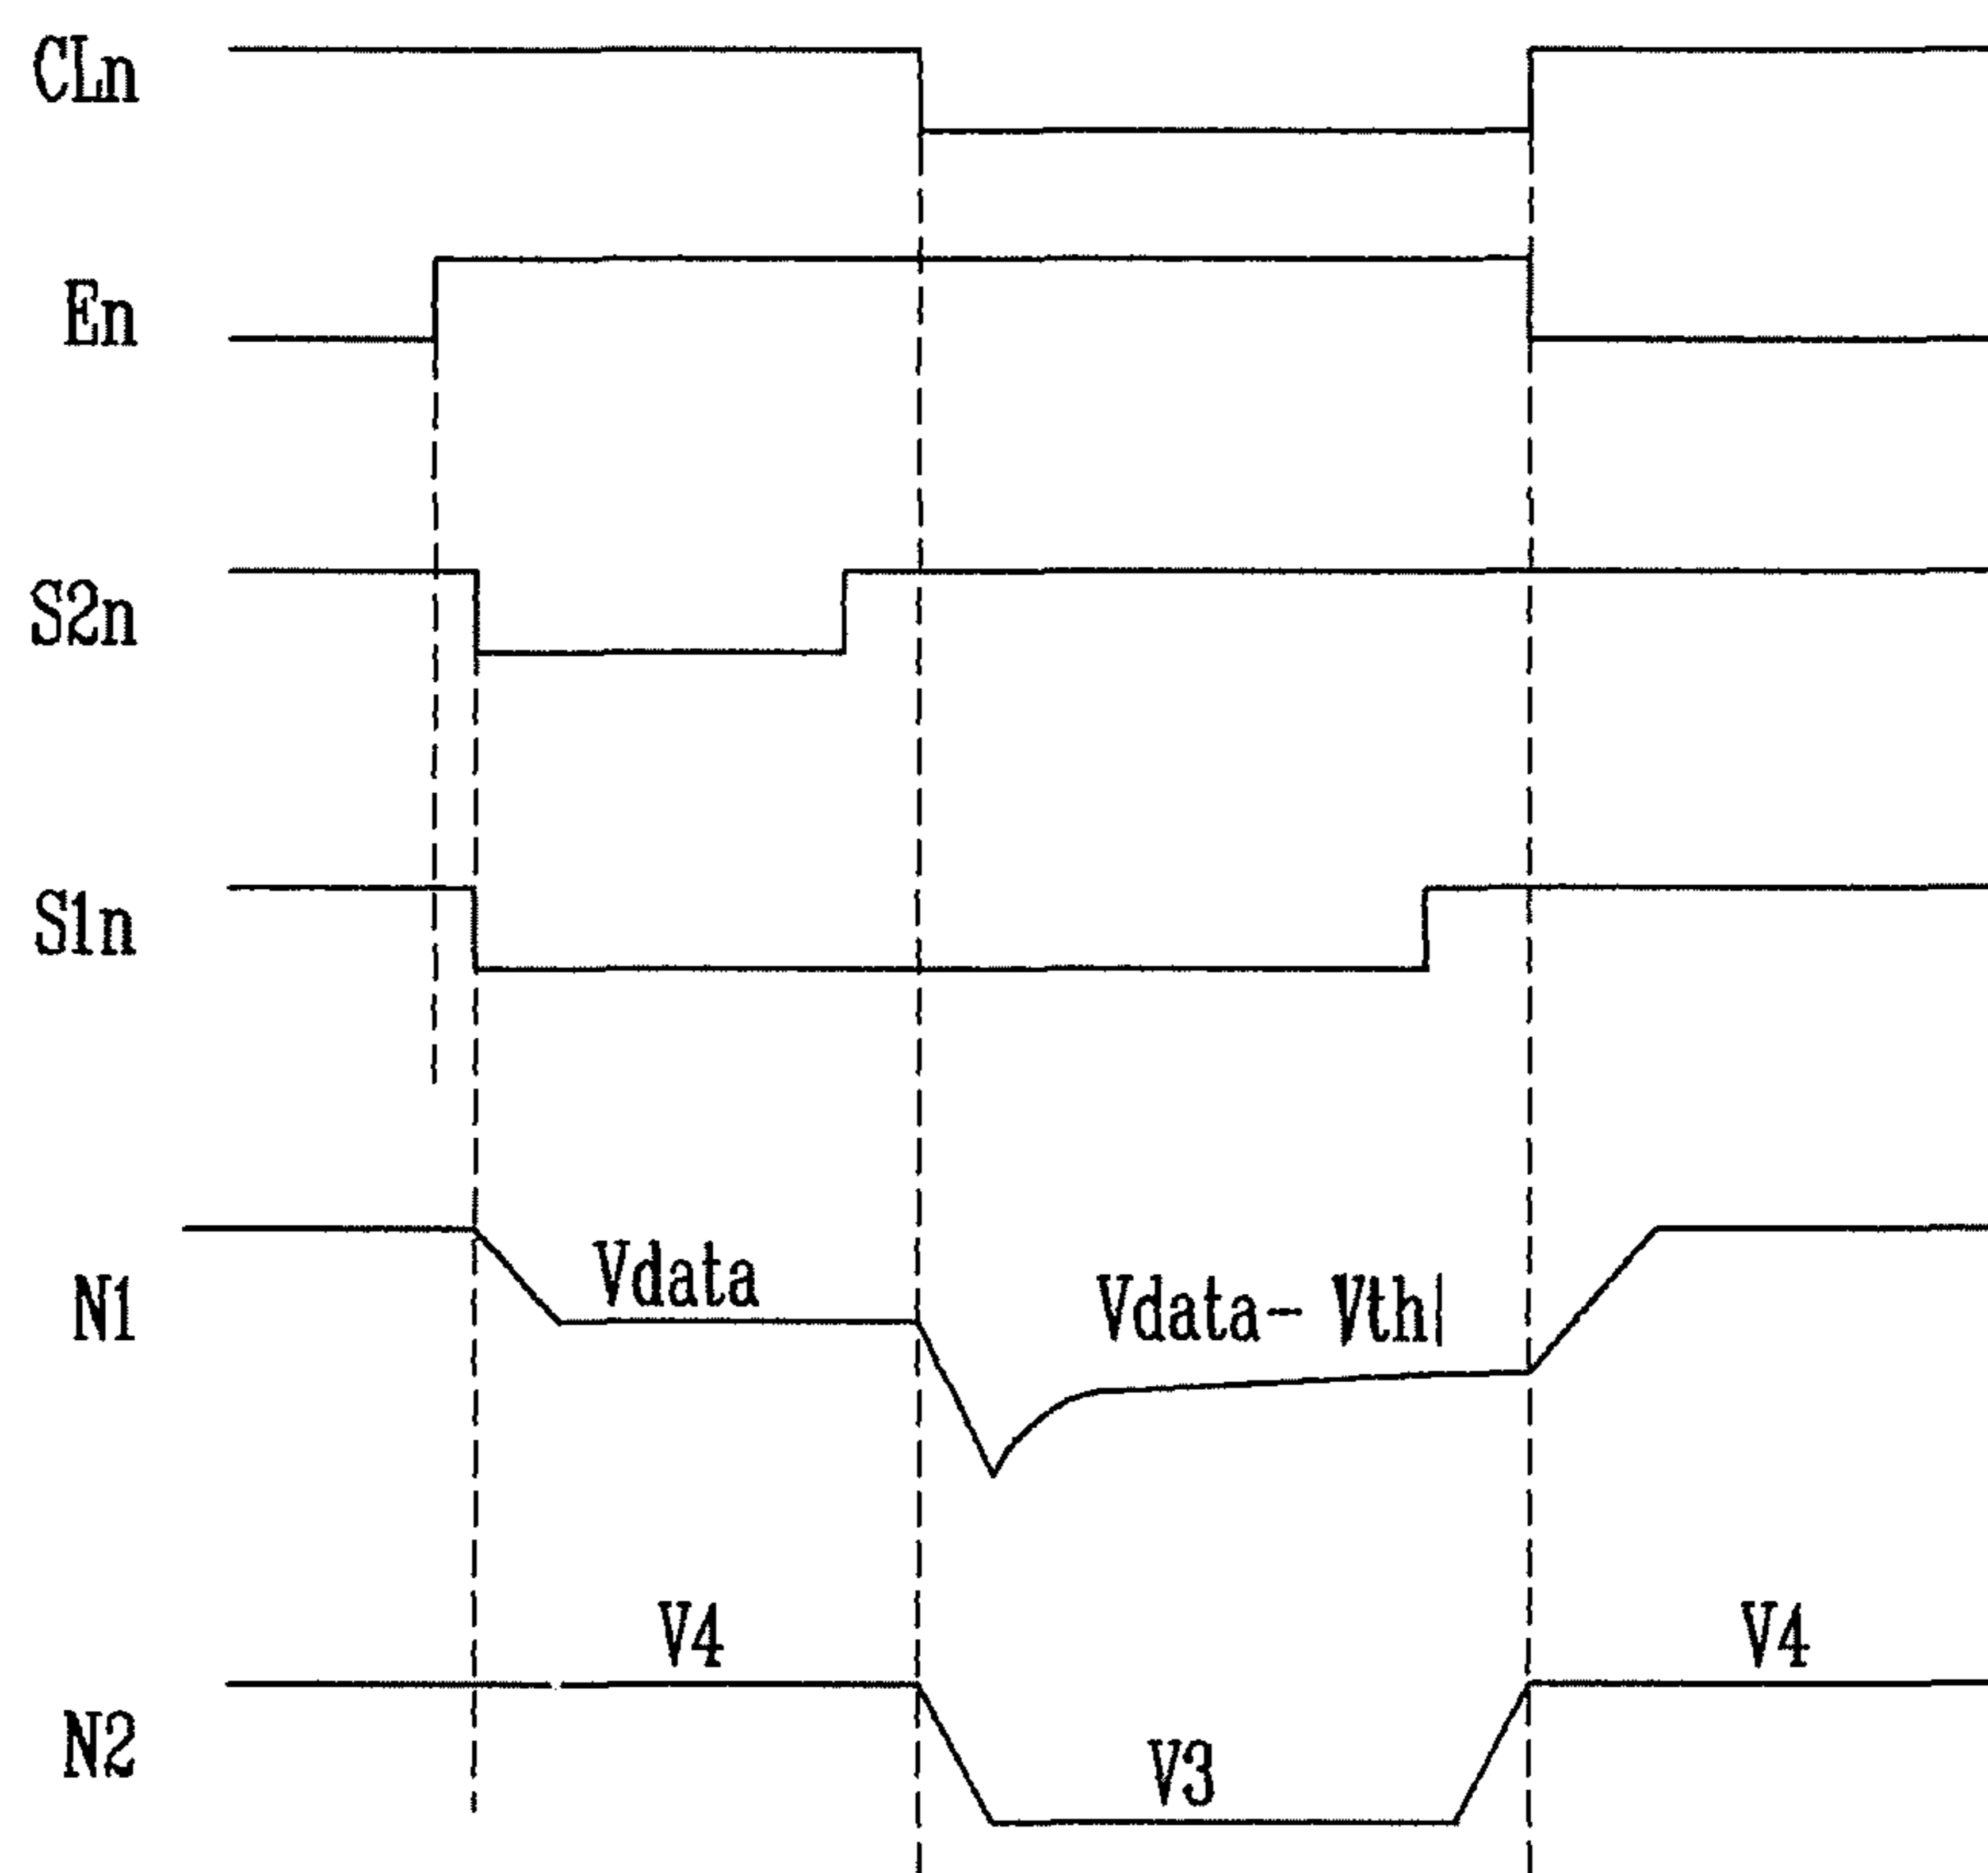 CLn
En
S2n
S1n
N1
Vdata
Vdata- Vth|
N2
V4
V3
V4